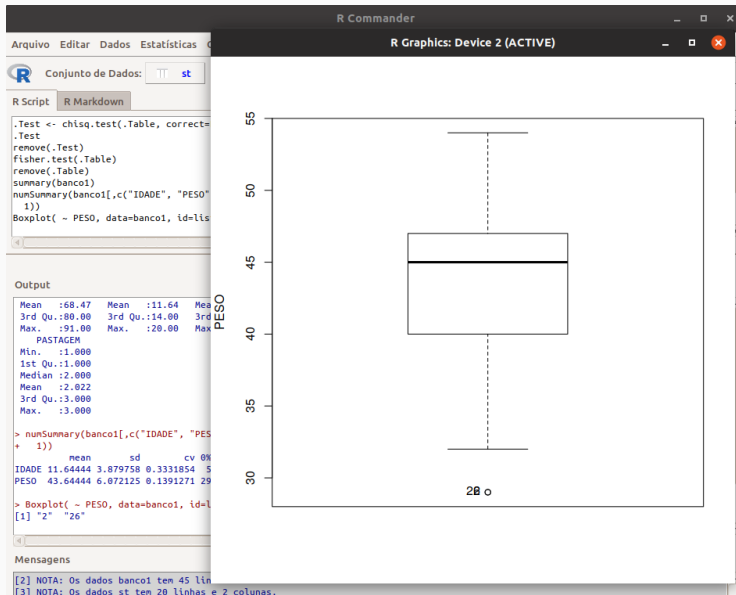 R Commander
R Graphics: Device 2 (ACTIVE)
Arquivo Editar Dados Estatísticas
Conjunto de Dados: st
R Script R Markdown
.Test <- chisq.test(.Table, correct=
.Test
remove(.Test)
fisher.test(.Table)
remove(.Table)
summary(banco1)
numSummary(banco1[,c("IDADE", "PESO"
1))
Boxplot( ~ PESO, data=banco1, id=lis
Output
Mean :68.47 Mean :11.64 Mea
3rd Qu.:80.00 3rd Qu.:14.00 3rd
Max. :91.00 Max. :20.00 Max
PASTAGEM
Min. :1.000
1st Qu.:1.000
Median :2.000
Mean :2.022
3rd Qu.:3.000
Max. :3.000
> numSummary(banco1[,c("IDADE", "PES
+ 1))
mean sd cv 0%
IDADE 11.64444 3.879758 0.3331854 5
PESO 43.64444 6.072125 0.1391271 29
> Boxplot( ~ PESO, data=banco1, id=l
[1] "2" "26"
Mensagens
[2] NOTA: Os dados banco1 tem 45 lin
[3] NOTA: Os dados st tem 20 linhas e 2 colunas.
PESO
55
50
45
40
35
30